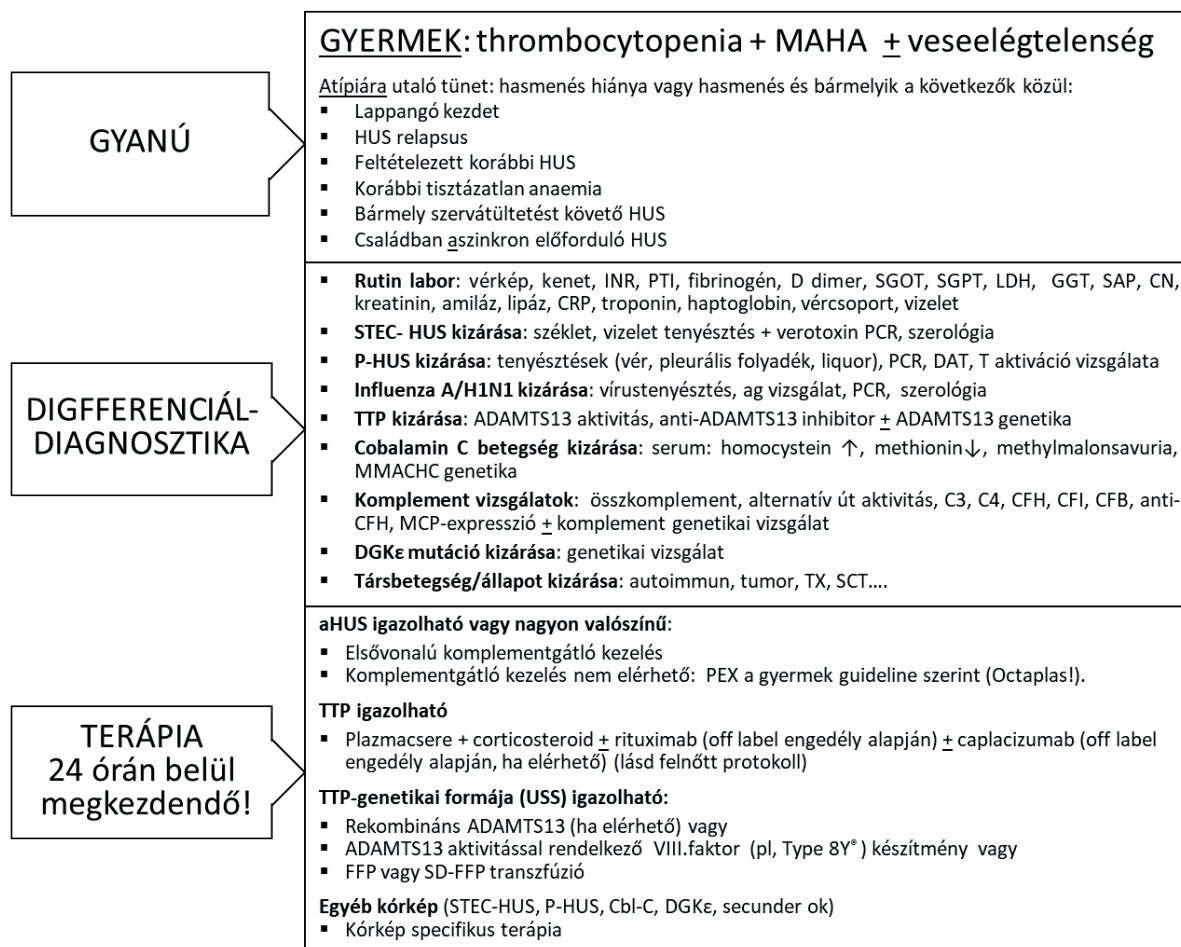 GYANÚ
GYERMEK: thrombocytopenia + MAHA + veseelégtelenség
Atípiára utaló tünet: hasmenés hiánya vagy hasmenés és bármelyik a következők közül:
▪ Lappangó kezdet
▪ HUS relapsus
▪ Feltételezett korábbi HUS
▪ Korábbi tisztázatlan anaemia
▪ Bármely szervátültetést követő HUS
▪ Családban aszinkron előforduló HUS
DIGFFERENCIÁL-
DIAGNOSZTIKA
▪ Rutin labor: vérkép, kenet, INR, PTI, fibrinogén, D dimer, SGOT, SGPT, LDH, GGT, SAP, CN,
kreatinin, amiláz, lipáz, CRP, troponin, haptoglobin, vércsoport, vizelet
▪ STEC- HUS kizárása: széklet, vizelet tenyésztés + verotoxin PCR, szerológia
▪ P-HUS kizárása: tenyésztések (vér, pleurális folyadék, liquor), PCR, DAT, T aktiváció vizsgálata
▪ Influenza A/H1N1 kizárása: vírustenyésztés, ag vizsgálat, PCR, szerológia
▪ TTP kizárása: ADAMTS13 aktivitás, anti-ADAMTS13 inhibitor + ADAMTS13 genetika
▪ Cobalamin C betegség kizárása: serum: homocystein ↑, methionin↓, methylmalonsavuria,
MMACHC genetika
▪ Komplement vizsgálatok: összkomplement, alternatív út aktivitás, C3, C4, CFH, CFI, CFB, anti-
CFH, MCP-expresszió + komplement genetikai vizsgálat
▪ DGKε mutáció kizárása: genetikai vizsgálat
▪ Társbetegség/állapot kizárása: autoimmun, tumor, TX, SCT....
TERÁPIA
24 órán belül
megkezdendő!
aHUS igazolható vagy nagyon valószínű:
▪ Elsővonalú komplementgátló kezelés
▪ Komplementgátló kezelés nem elérhető: PEX a gyermek guideline szerint (Octaplas!).
TTP igazolható
▪ Plazmacsere + corticosteroid + rituximab (off label engedély alapján) + caplacizumab (off label
engedély alapján, ha elérhető) (lásd felnőtt protokoll)
TTP-genetikai formája (USS) igazolható:
▪ Rekombináns ADAMTS13 (ha elérhető) vagy
▪ ADAMTS13 aktivitással rendelkező VIII.faktor (pl, Type 8Y®) készítmény vagy
▪ FFP vagy SD-FFP transzfúzió
Egyéb kórkép (STEC-HUS, P-HUS, Cbl-C, DGKε, secunder ok)
▪ Kórkép specifikus terápia